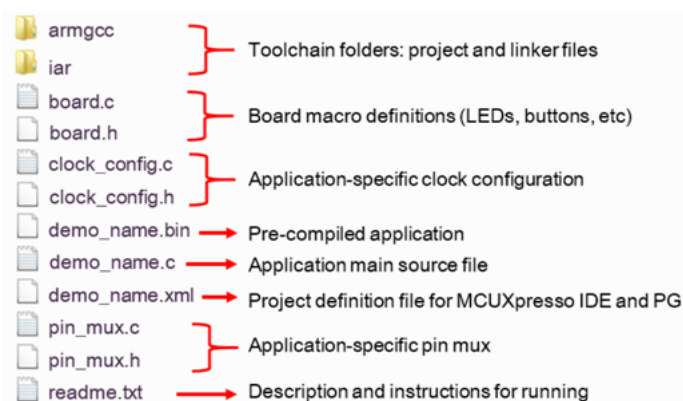 armgcc
iar
Toolchain folders: project and linker files
board.c
board.h
Board macro definitions (LEDs, buttons, etc)
clock_config.c
clock_config.h
Application-specific clock configuration
demo_name.bin Pre-compiled application
demo_name.c Application main source file
demo_name.xml Project definition file for MCUXpresso IDE and PG
pin_mux.c
pin_mux.h
Application-specific pin mux
readme.txt Description and instructions for running